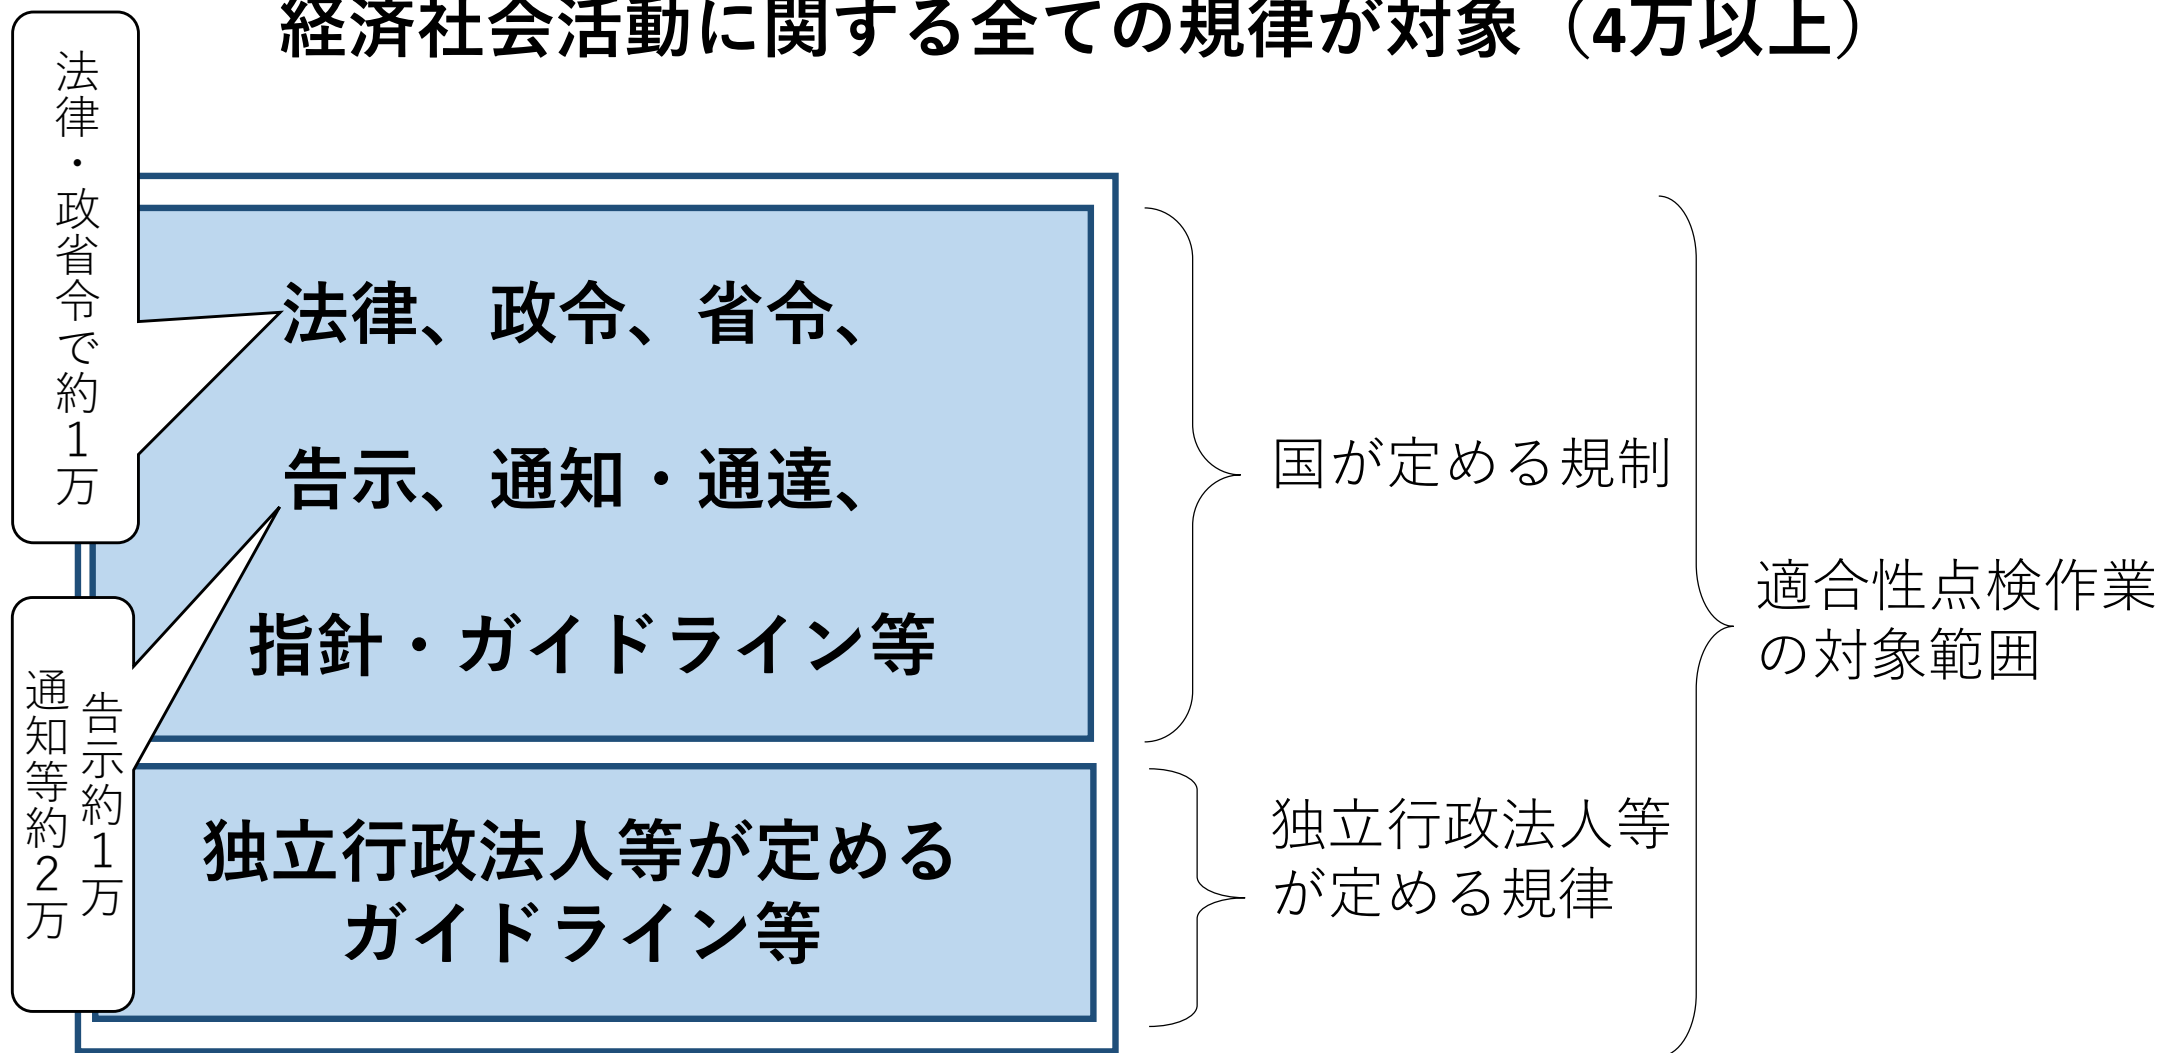 経済社会活動に関する全ての規律が対象（4万以上）
法律・政省令で約1万
法律、政令、省令、
告示、通知・通達、
指針・ガイドライン等
国が定める規制
適合性点検作業
の対象範囲
告示約1万
通知等約2万
独立行政法人等が定める
ガイドライン等
独立行政法人等
が定める規律